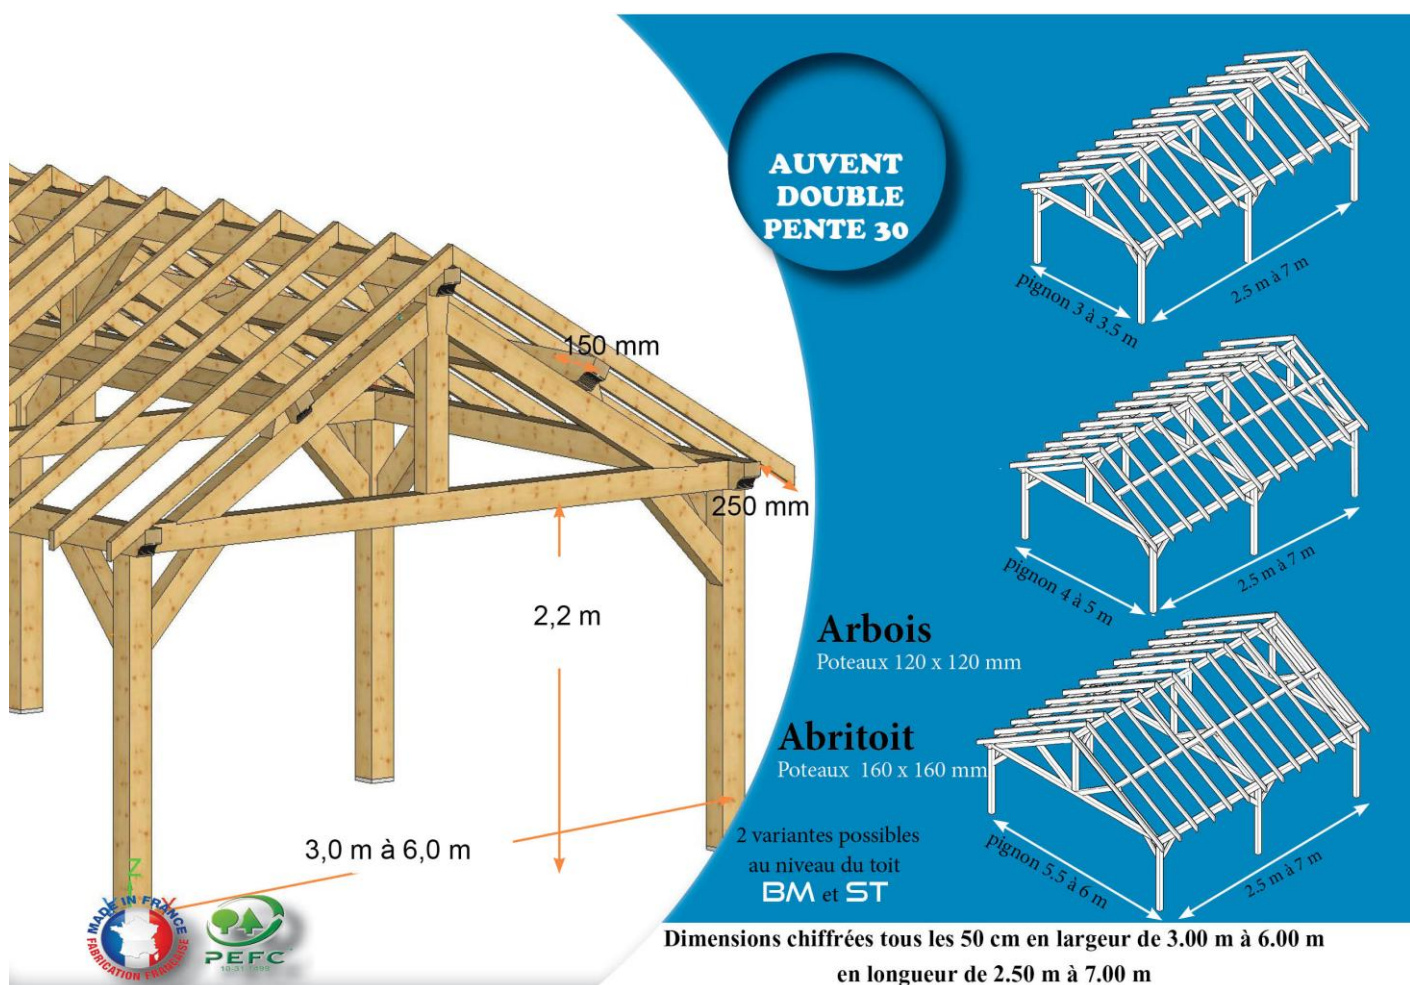 AUVENT
DOUBLE
PENTE 30
150 mm
250 mm
2,2 m
3,0 m à 6,0 m
pignon 3 à 3.5 m
2.5 m à 7 m
pignon 4 à 5 m
2.5 m à 7 m
Arbois
Poteaux 120 x 120 mm
Abritoit
Poteaux 160 x 160 mm
pignon 5.5 à 6 m
2.5 m à 7 m
2 variantes possibles
au niveau du toit
BM et ST
MADE IN FRANCE
FABRICATION FRANÇAISE
PEFC
Dimensions chiffrées tous les 50 cm en largeur de 3.00 m à 6.00 m
en longueur de 2.50 m à 7.00 m